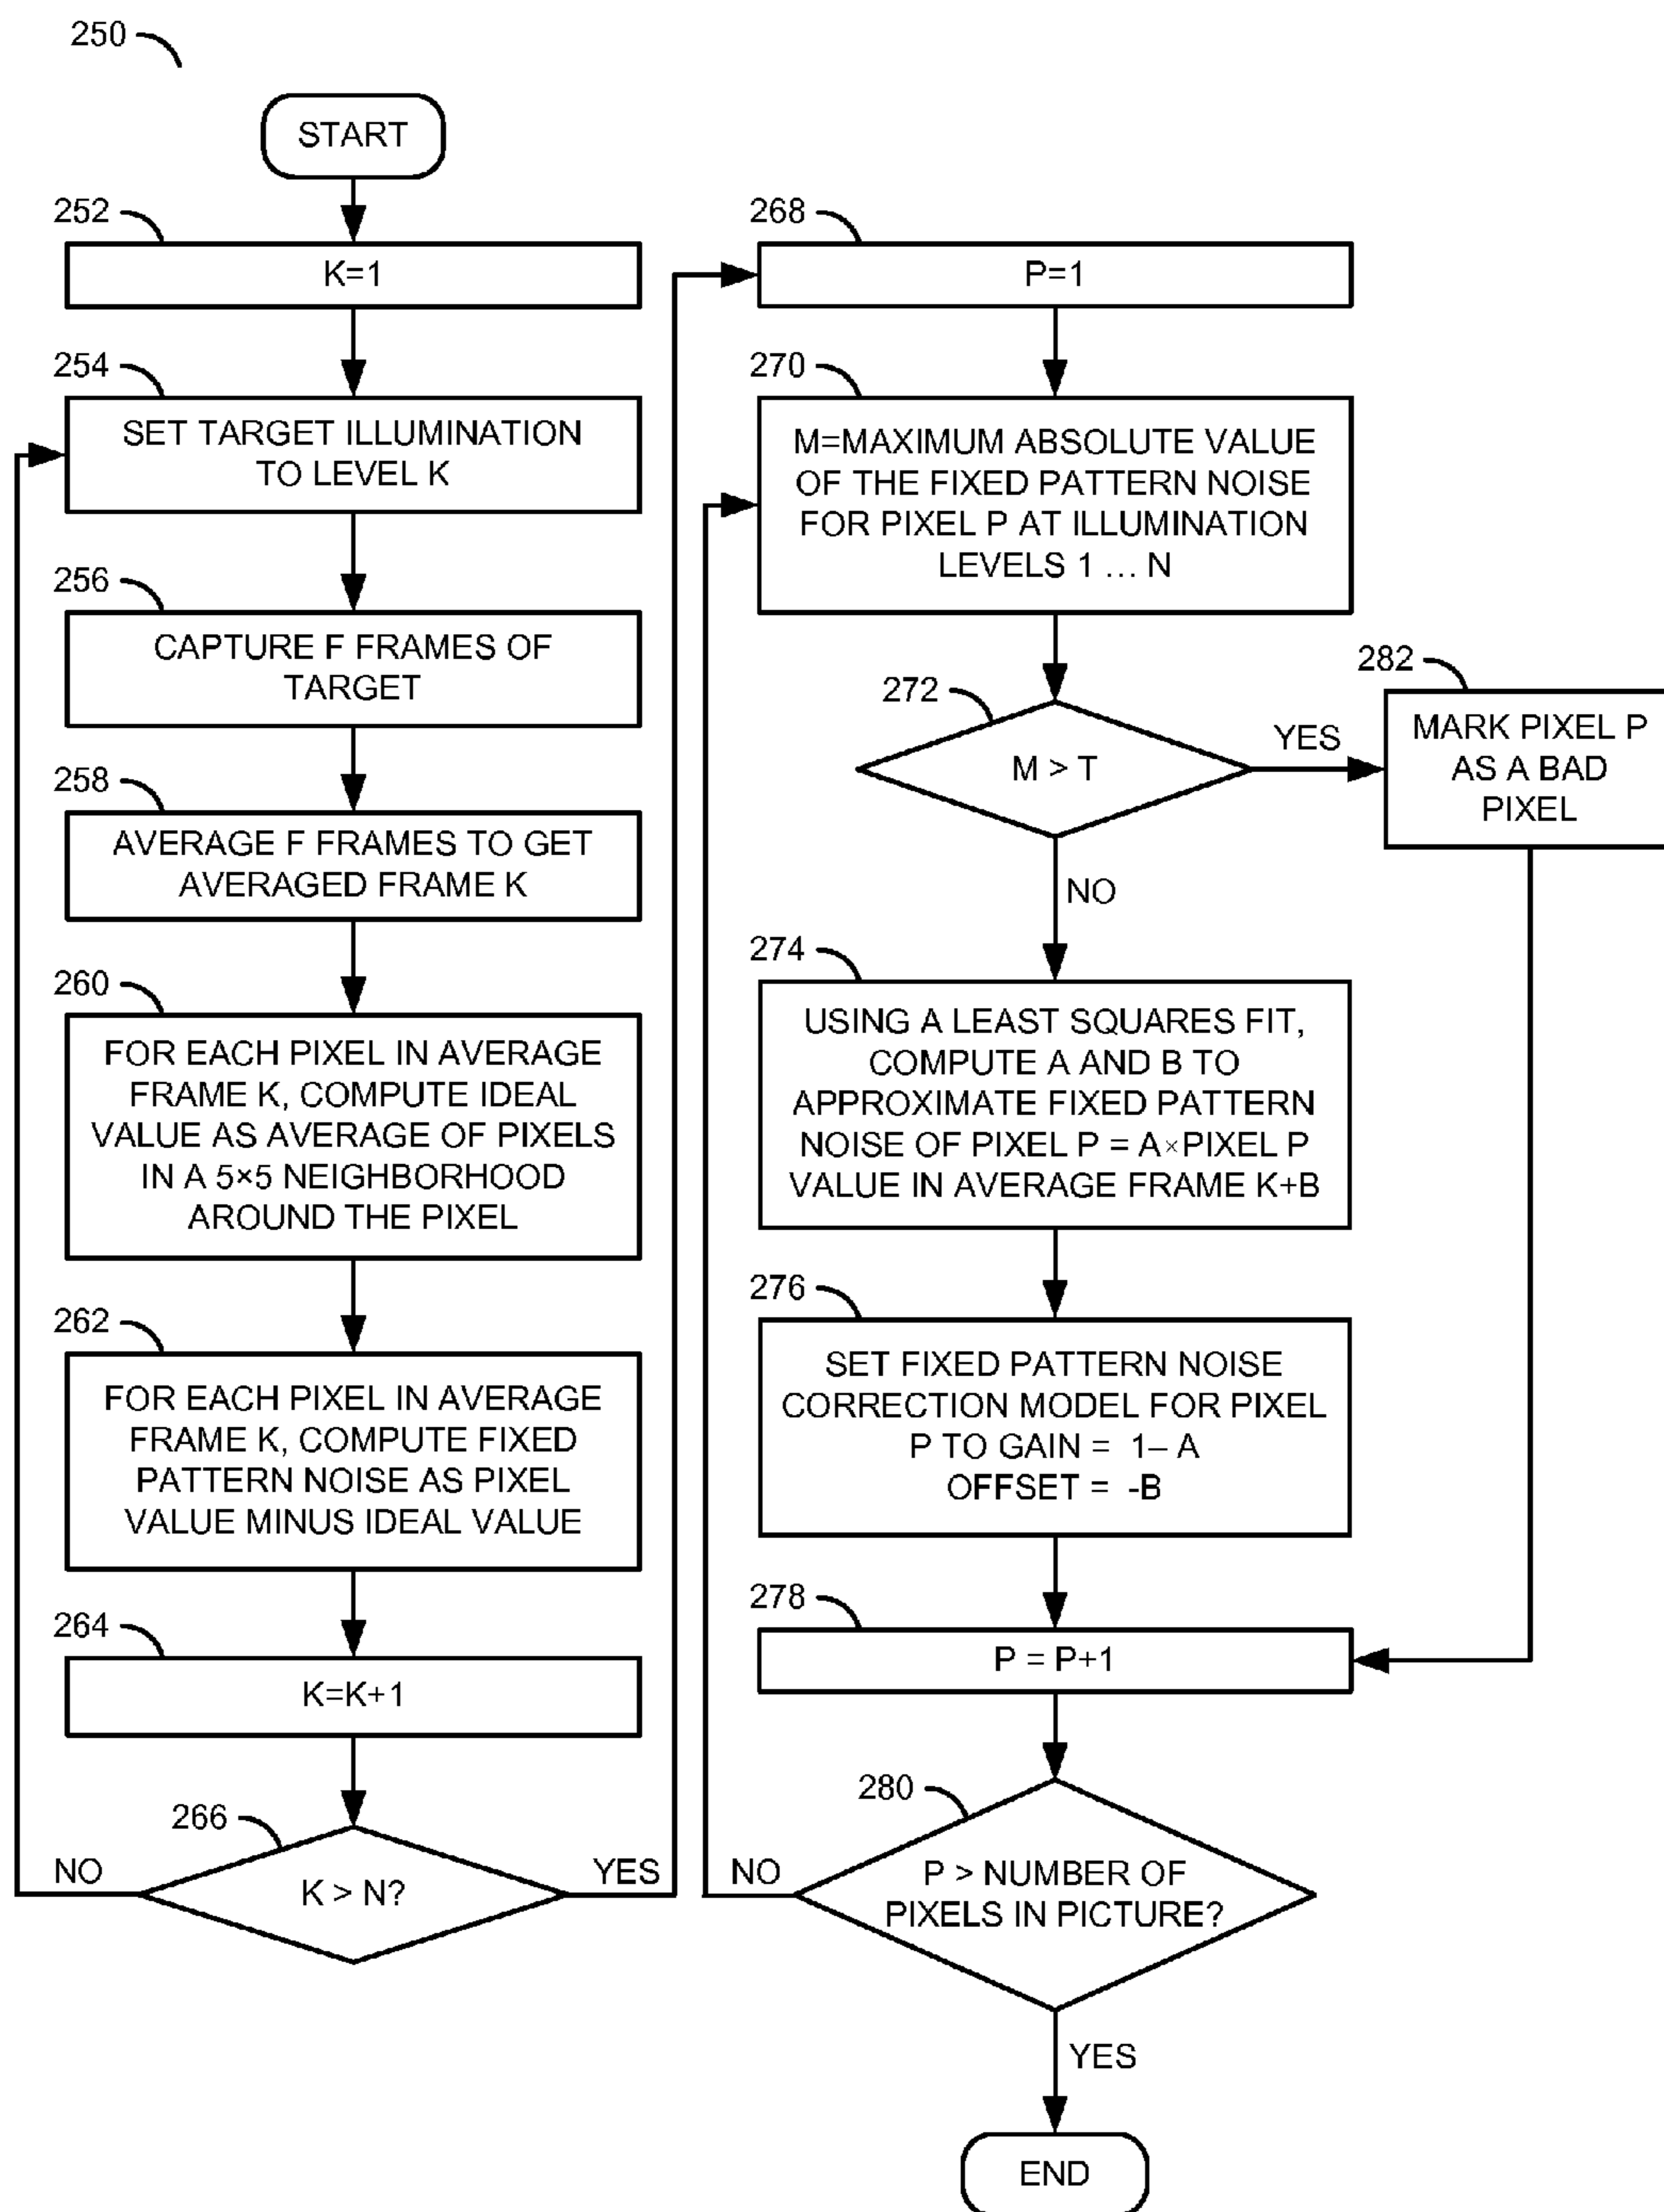 250
START
252
K=1
254
SET TARGET ILLUMINATION
TO LEVEL K
256
CAPTURE F FRAMES OF
TARGET
258
AVERAGE F FRAMES TO GET
AVERAGED FRAME K
260
FOR EACH PIXEL IN AVERAGE
FRAME K, COMPUTE IDEAL
VALUE AS AVERAGE OF PIXELS
IN A 5×5 NEIGHBORHOOD
AROUND THE PIXEL
262
FOR EACH PIXEL IN AVERAGE
FRAME K, COMPUTE FIXED
PATTERN NOISE AS PIXEL
VALUE MINUS IDEAL VALUE
264
K=K+1
266
K > N?
NO
YES
268
P=1
270
M=MAXIMUM ABSOLUTE VALUE
OF THE FIXED PATTERN NOISE
FOR PIXEL P AT ILLUMINATION
LEVELS 1 ... N
272
M > T
YES
NO
282
MARK PIXEL P
AS A BAD
PIXEL
274
USING A LEAST SQUARES FIT,
COMPUTE A AND B TO
APPROXIMATE FIXED PATTERN
NOISE OF PIXEL P = A×PIXEL P
VALUE IN AVERAGE FRAME K+B
276
SET FIXED PATTERN NOISE
CORRECTION MODEL FOR PIXEL
P TO GAIN = 1– A
OFFSET = -B
278
P = P+1
280
P > NUMBER OF
PIXELS IN PICTURE?
NO
YES
END